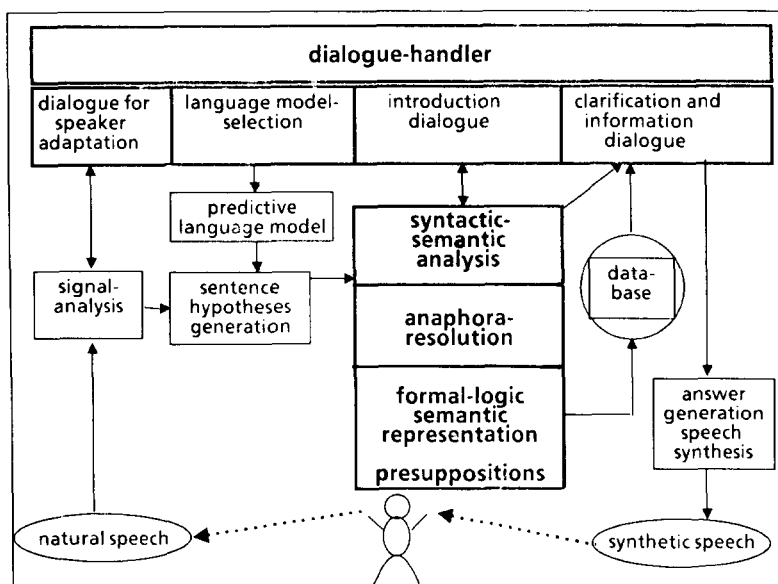 dialogue-handler
dialogue for
speaker
adaptation
language model-
selection
introduction
dialogue
clarification and
information
dialogue
predictive
language model
syntactic-
semantic
analysis
signal-
analysis
sentence
hypotheses
generation
data-
base
anaphora-
resolution
formal-logic
semantic
representation
presuppositions
answer
generation
speech
synthesis
natural speech
synthetic speech